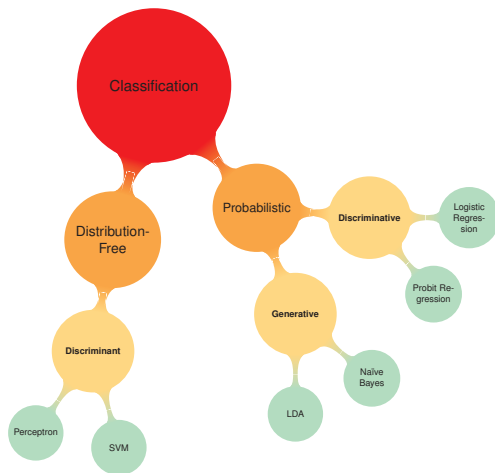 Classification
Probabilistic
Discriminative
Logistic
Regres-
sion
Distribution-
Free
Probit Re-
gression
Generative
Discriminant
Naïve
Bayes
LDA
Perceptron
SVM